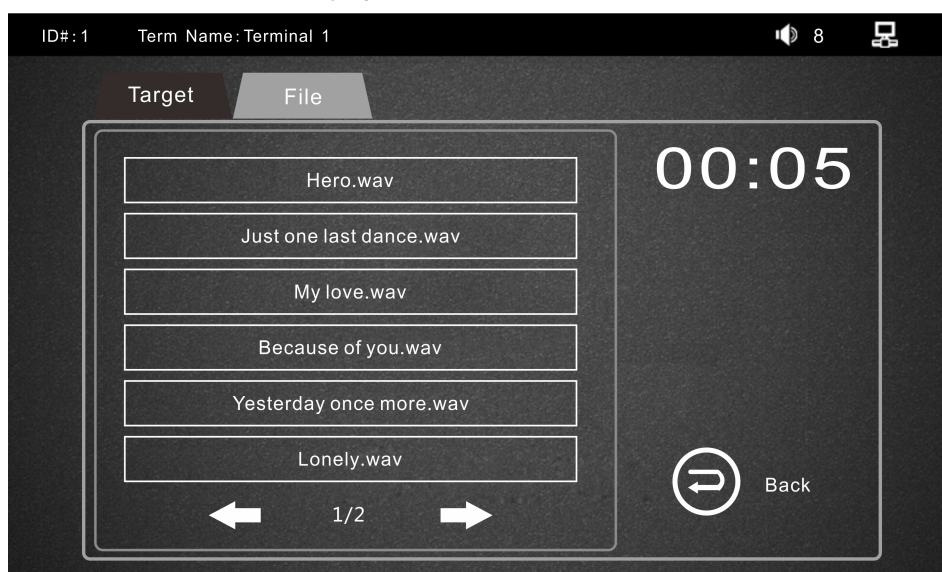 ID#:1 Term Name:Terminal 1 8
Target File
00:05
Hero.wav
Just one last dance.wav
My love.wav
Because of you.wav
Yesterday once more.wav
Lonely.wav
Back
1/2